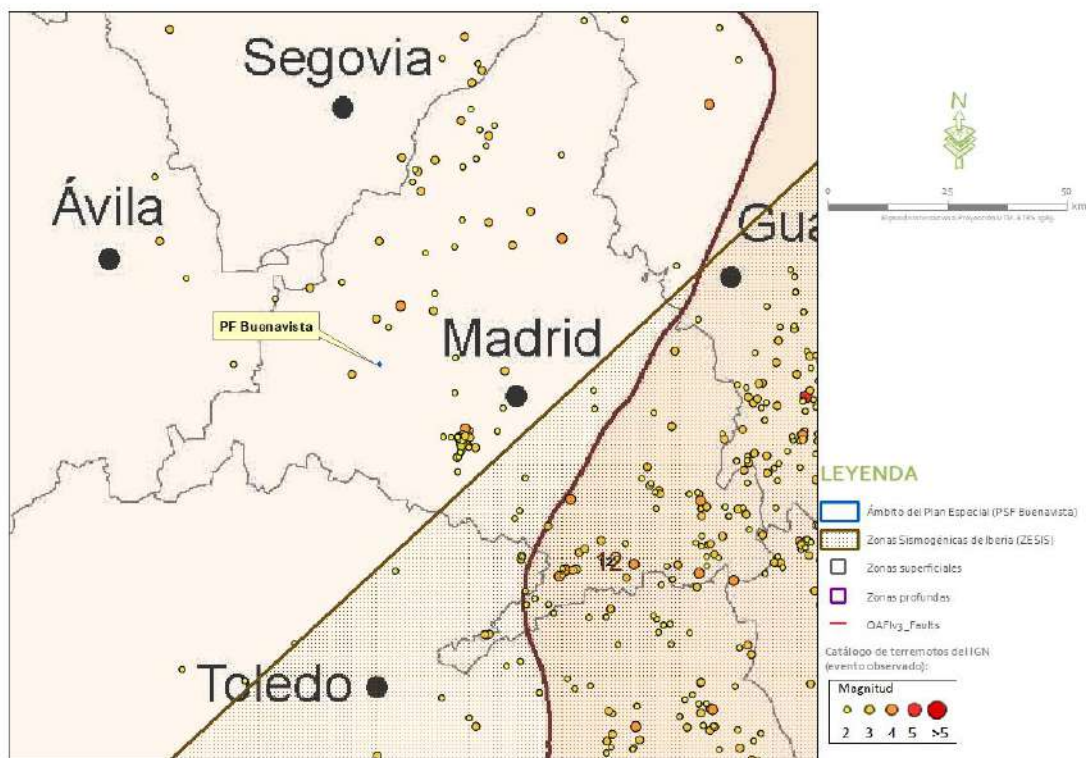 Segovia
N
Ávila
0 25 50
km
Gua
PF Buenavista
Madrid
LEYENDA
Ámbito del Plan Especial (PSF Buenavista)
Zonas Sismogénicas de Iberia (ZESIS)
12
Zonas superficiales
Zonas profundas
QAFIv3_Faults
Catálogo de terremotos del IGN
(evento observado):
Toledo
Magnitud
2 3 4 5 >5